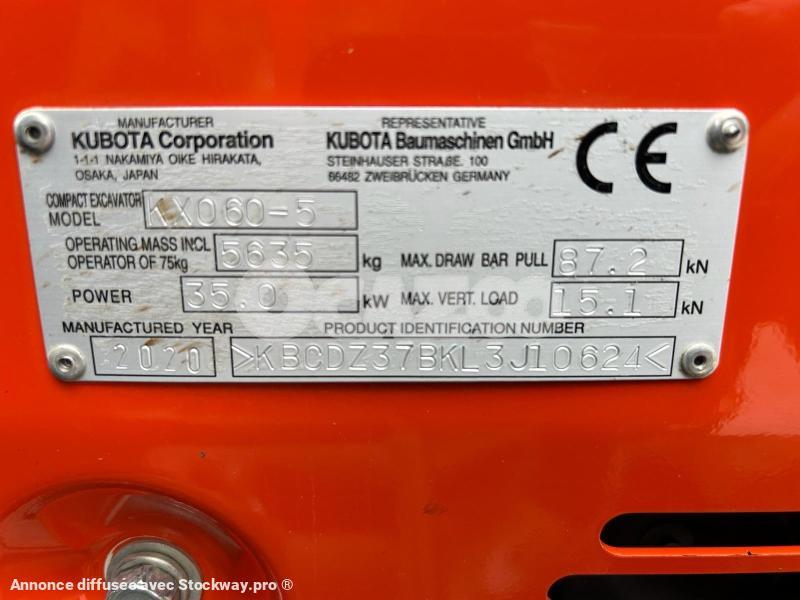 MANUFACTURER
KUBOTA Corporation
1-1-1 NAKAMIYA OIKE HIRAKATA,
OSAKA, JAPAN
REPRESENTATIVE
KUBOTA Baumaschinen GmbH
STEINHAUSER STRAßE. 100
66482 ZWEIBRÜCKEN GERMANY
CE
COMPACT EXCAVATOR
MODEL KX060-5
OPERATING MASS INCL
OPERATOR OF 75kg 5635 kg
MAX. DRAW BAR PULL 87.2 kN
POWER 35.0 kW
MAX. VERT. LOAD 15.1 kN
MANUFACTURED YEAR
2020
PRODUCT IDENTIFICATION NUMBER
>KBCDZ37BKL3J10624<
Annonce diffusée avec Stockway.pro ®